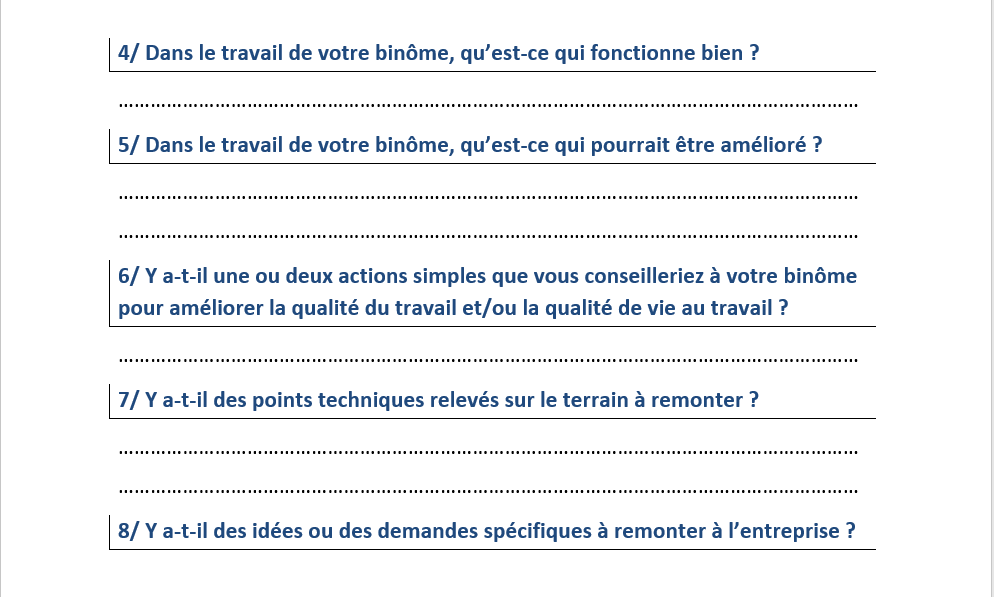 4/ Dans le travail de votre binôme, qu’est-ce qui fonctionne bien ?
……………………………………………………………………………………………………………………………
5/ Dans le travail de votre binôme, qu’est-ce qui pourrait être amélioré ?
……………………………………………………………………………………………………………………………
……………………………………………………………………………………………………………………………
6/ Y a-t-il une ou deux actions simples que vous conseilleriez à votre binôme
pour améliorer la qualité du travail et/ou la qualité de vie au travail ?
……………………………………………………………………………………………………………………………
7/ Y a-t-il des points techniques relevés sur le terrain à remonter ?
……………………………………………………………………………………………………………………………
……………………………………………………………………………………………………………………………
8/ Y a-t-il des idées ou des demandes spécifiques à remonter à l’entreprise ?